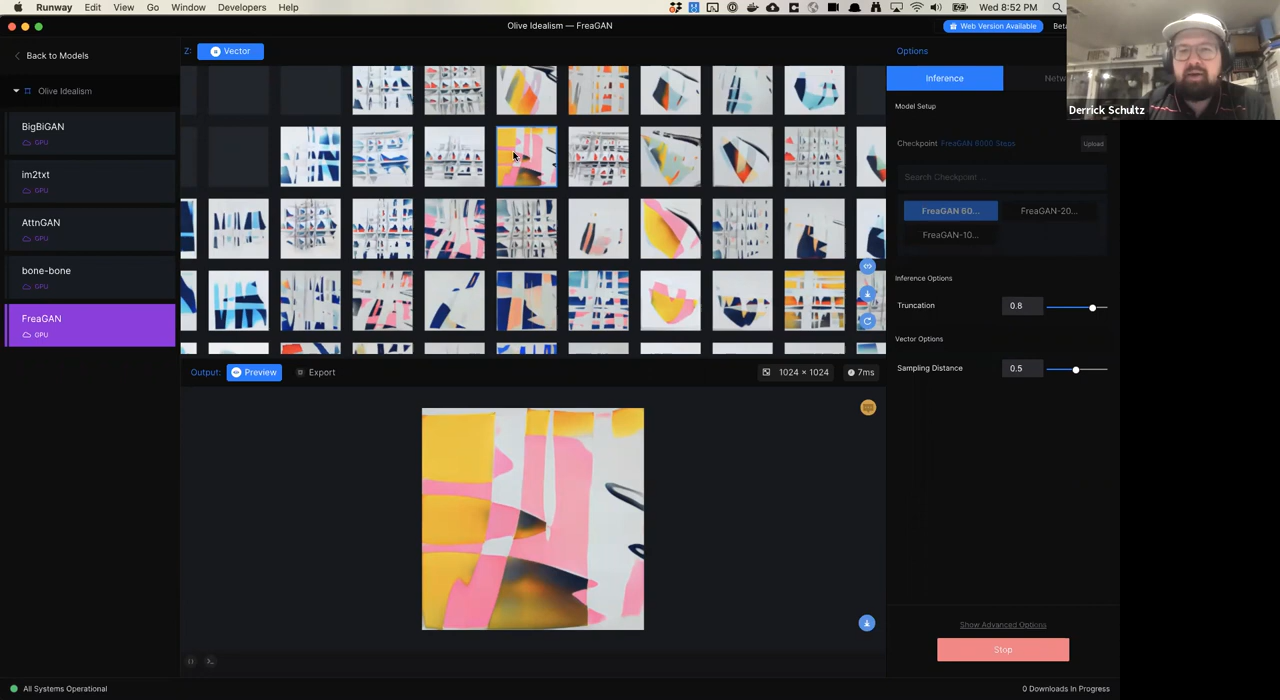 Runway Edit View Go Window Developers Help
Wed 8:52 PM
Olive Idealism — FreaGAN
Web Version Available
Back to Models
Z: Vector
Options
Olive Idealism
Inference
Derrick Schultz
Model Setup
BigBiGAN
GPU
Checkpoint FreaGAN 6000 Steps
Upload
im2txt
GPU
Search Checkpoint ...
FreaGAN 60...
FreaGAN-20...
AttnGAN
GPU
FreaGAN-10...
bone-bone
GPU
Inference Options
Truncation 0.8
FreaGAN
GPU
Vector Options
Sampling Distance 0.5
Output: Preview Export
1024 × 1024
7ms
Show Advanced Options
Stop
All Systems Operational
0 Downloads In Progress